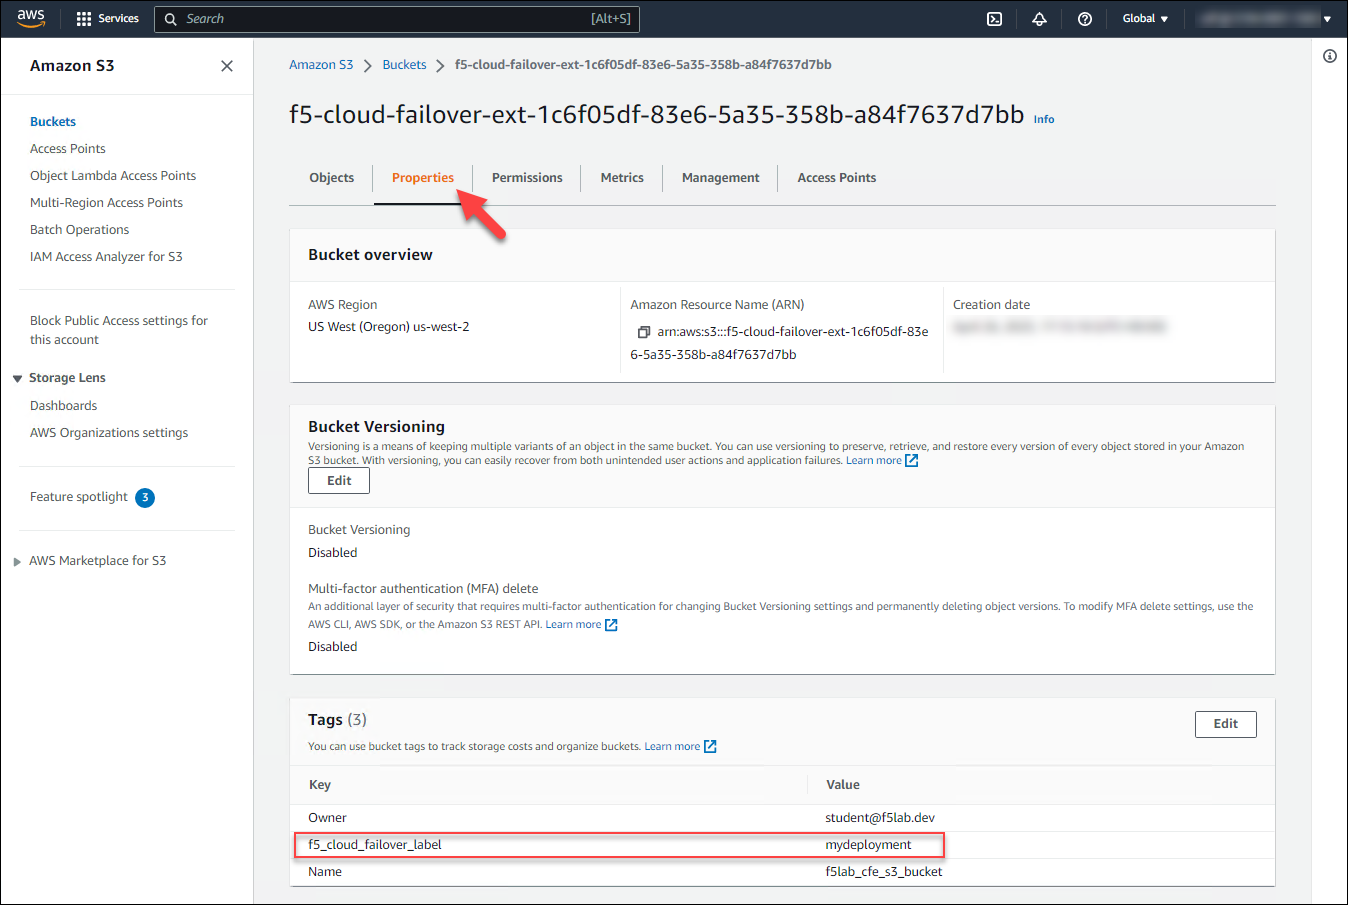 aws Services Search [Alt+S] Global
Amazon S3
Buckets
Access Points
Object Lambda Access Points
Multi-Region Access Points
Batch Operations
IAM Access Analyzer for S3
Block Public Access settings for
this account
Storage Lens
Dashboards
AWS Organizations settings
Feature spotlight 3
AWS Marketplace for S3
Amazon S3 > Buckets > f5-cloud-failover-ext-1c6f05df-83e6-5a35-358b-a84f7637d7bb
f5-cloud-failover-ext-1c6f05df-83e6-5a35-358b-a84f7637d7bb Info
Objects Properties Permissions Metrics Management Access Points
Bucket overview
AWS Region
US West (Oregon) us-west-2
Amazon Resource Name (ARN)
arn:aws:s3:::f5-cloud-failover-ext-1c6f05df-83e
6-5a35-358b-a84f7637d7bb
Creation date
Bucket Versioning
Versioning is a means of keeping multiple variants of an object in the same bucket. You can use versioning to preserve, retrieve, and restore every version of every object stored in your Amazon
S3 bucket. With versioning, you can easily recover from both unintended user actions and application failures. Learn more
Edit
Bucket Versioning
Disabled
Multi-factor authentication (MFA) delete
An additional layer of security that requires multi-factor authentication for changing Bucket Versioning settings and permanently deleting object versions. To modify MFA delete settings, use the
AWS CLI, AWS SDK, or the Amazon S3 REST API. Learn more
Disabled
Tags (3)
Edit
You can use bucket tags to track storage costs and organize buckets. Learn more
Key Value
Owner student@f5lab.dev
f5_cloud_failover_label mydeployment
Name f5lab_cfe_s3_bucket